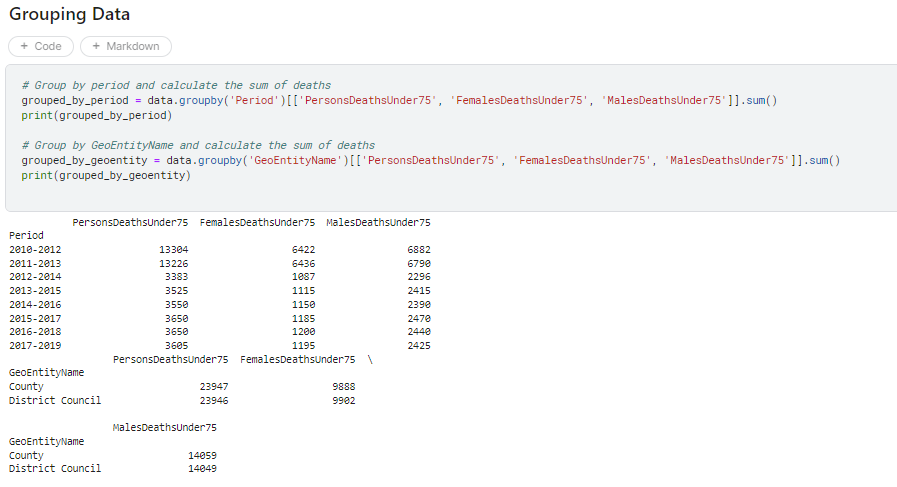 Grouping Data
+ Code + Markdown
# Group by period and calculate the sum of deaths
grouped_by_period = data.groupby('Period')[['PersonsDeathsUnder75', 'FemalesDeathsUnder75', 'MalesDeathsUnder75']].sum()
print(grouped_by_period)
# Group by GeoEntityName and calculate the sum of deaths
grouped_by_geoentity = data.groupby('GeoEntityName')[['PersonsDeathsUnder75', 'FemalesDeathsUnder75', 'MalesDeathsUnder75']].sum()
print(grouped_by_geoentity)
PersonsDeathsUnder75 FemalesDeathsUnder75 MalesDeathsUnder75
Period
2010-2012 13304 6422 6882
2011-2013 13226 6436 6790
2012-2014 3383 1087 2296
2013-2015 3525 1115 2415
2014-2016 3550 1150 2390
2015-2017 3650 1185 2470
2016-2018 3650 1200 2440
2017-2019 3605 1195 2425
PersonsDeathsUnder75 FemalesDeathsUnder75 \
GeoEntityName
County 23947 9888
District Council 23946 9902
MalesDeathsUnder75
GeoEntityName
County 14059
District Council 14049